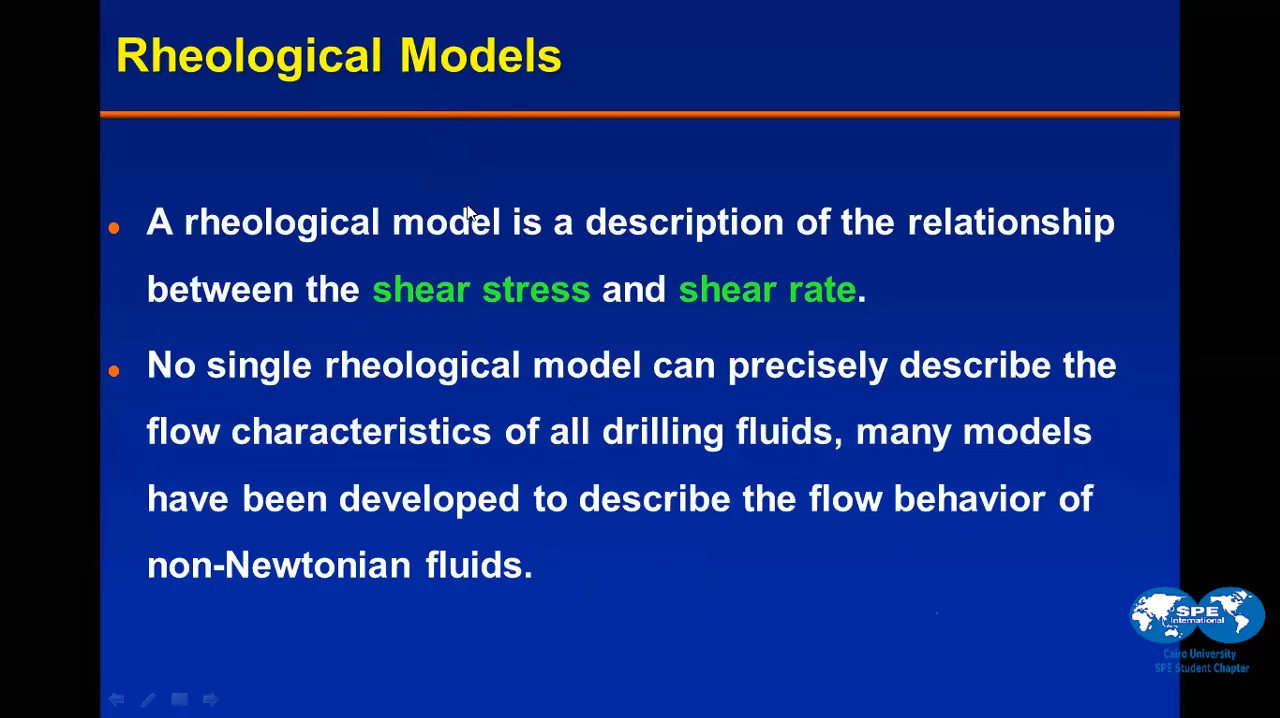 Rheological Models
A rheological model is a description of the relationship
between the shear stress and shear rate.
No single rheological model can precisely describe the
flow characteristics of all drilling fluids, many models
have been developed to describe the flow behavior of
non-Newtonian fluids.
SPE
International
Cairo University
SPE Student Chapter